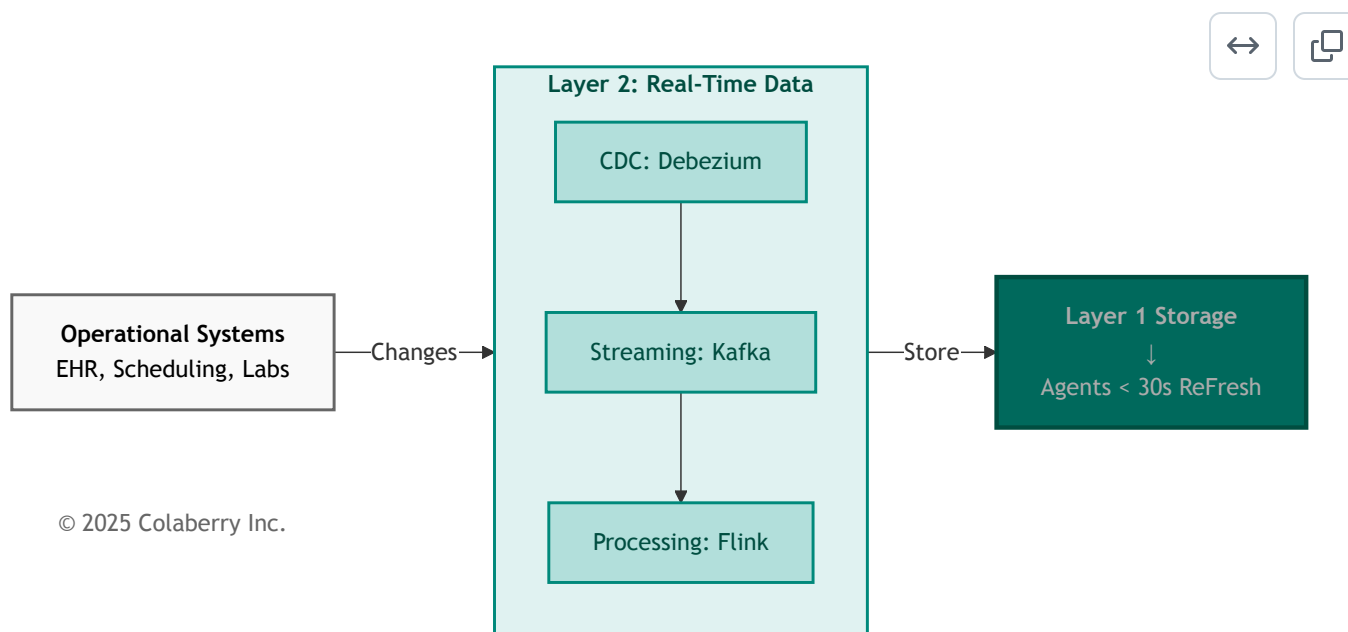 Layer 2: Real-Time Data
CDC: Debezium
Operational Systems
EHR, Scheduling, Labs
Changes
Streaming: Kafka
Store
Layer 1 Storage
↓
Agents < 30s ReFresh
Processing: Flink
© 2025 Colaberry Inc.